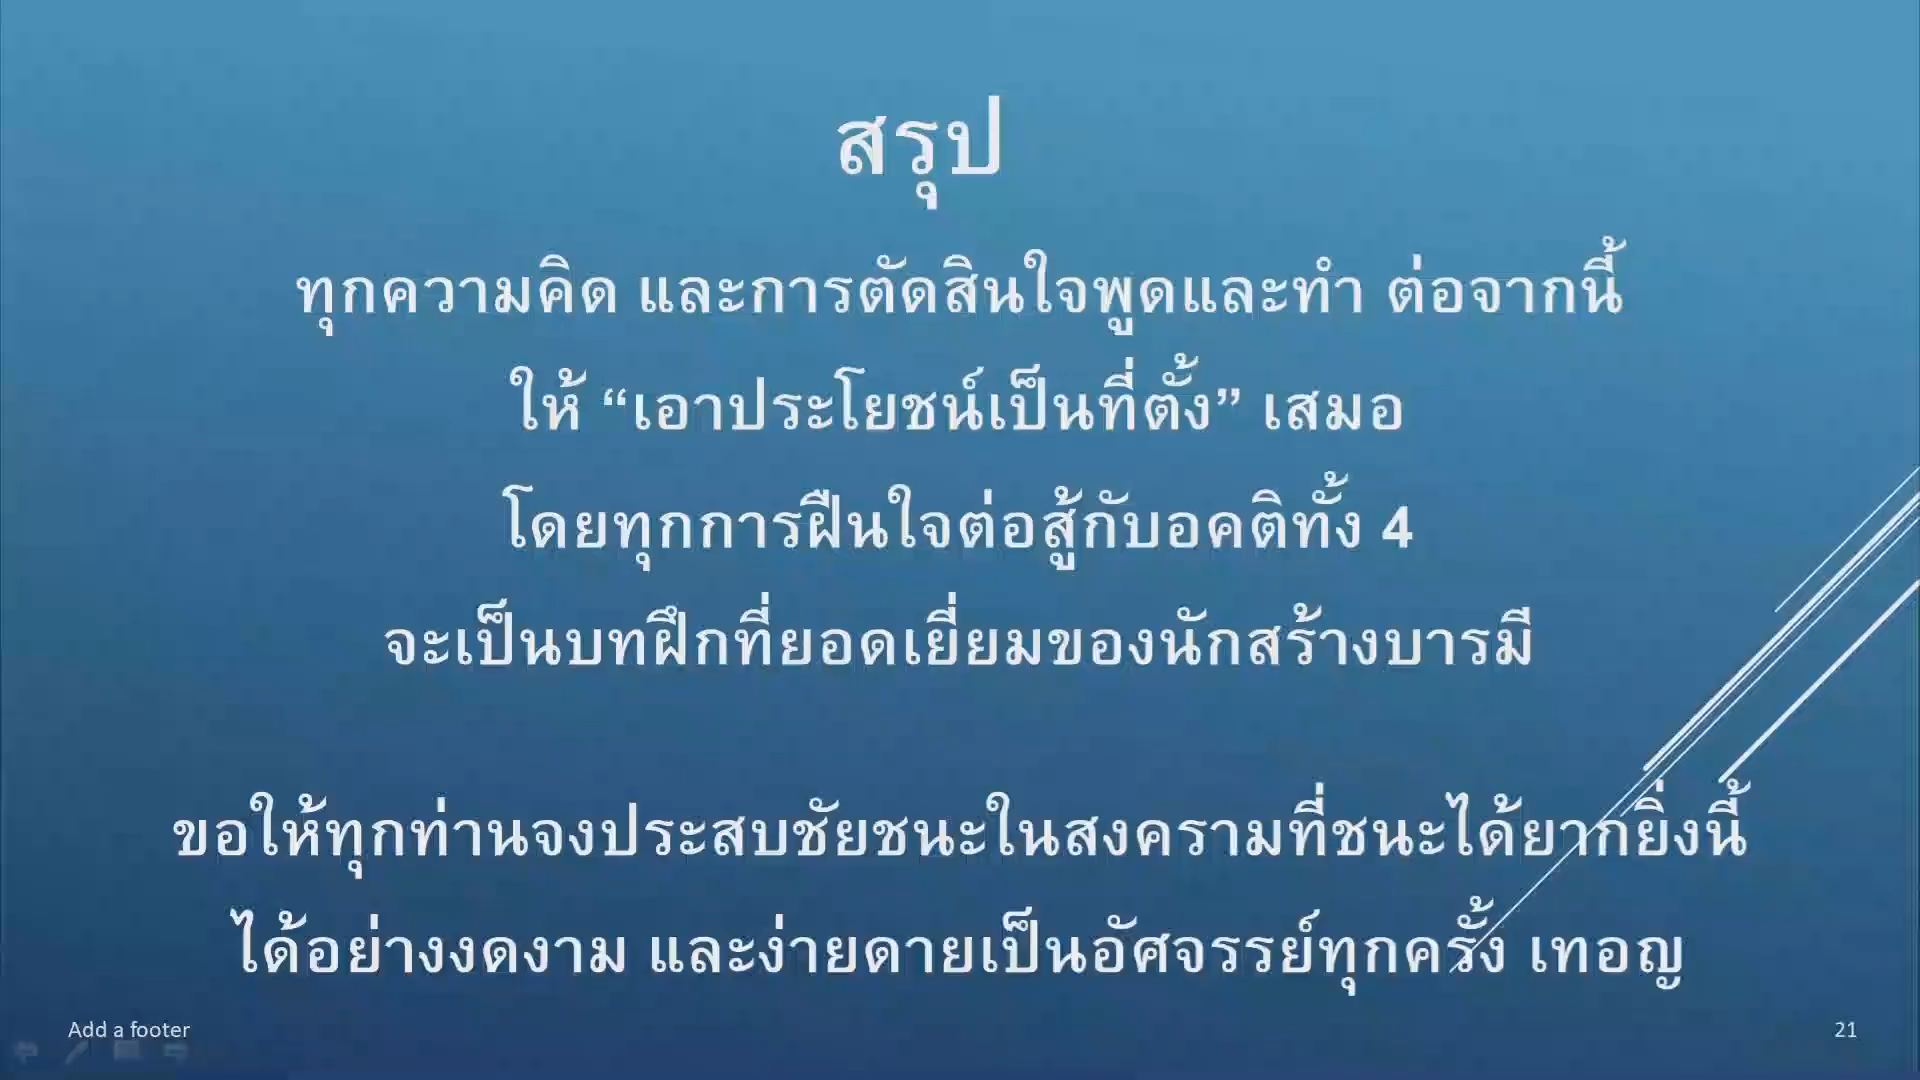 สรุป
ทุกความคิด และการตัดสินใจพูดและทำ ต่อจากนี้
ให้ “เอาประโยชน์เป็นที่ตั้ง” เสมอ
โดยทุกการฝืนใจต่อสู้กับอคติทั้ง 4
จะเป็นบทฝึกที่ยอดเยี่ยมของนักสร้างบารมี
ขอให้ทุกท่านจงประสบชัยชนะในสงครามที่ชนะได้ยากยิ่งนี้
ได้อย่างงดงาม และง่ายดายเป็นอัศจรรย์ทุกครั้ง เทอญ
Add a footer
21